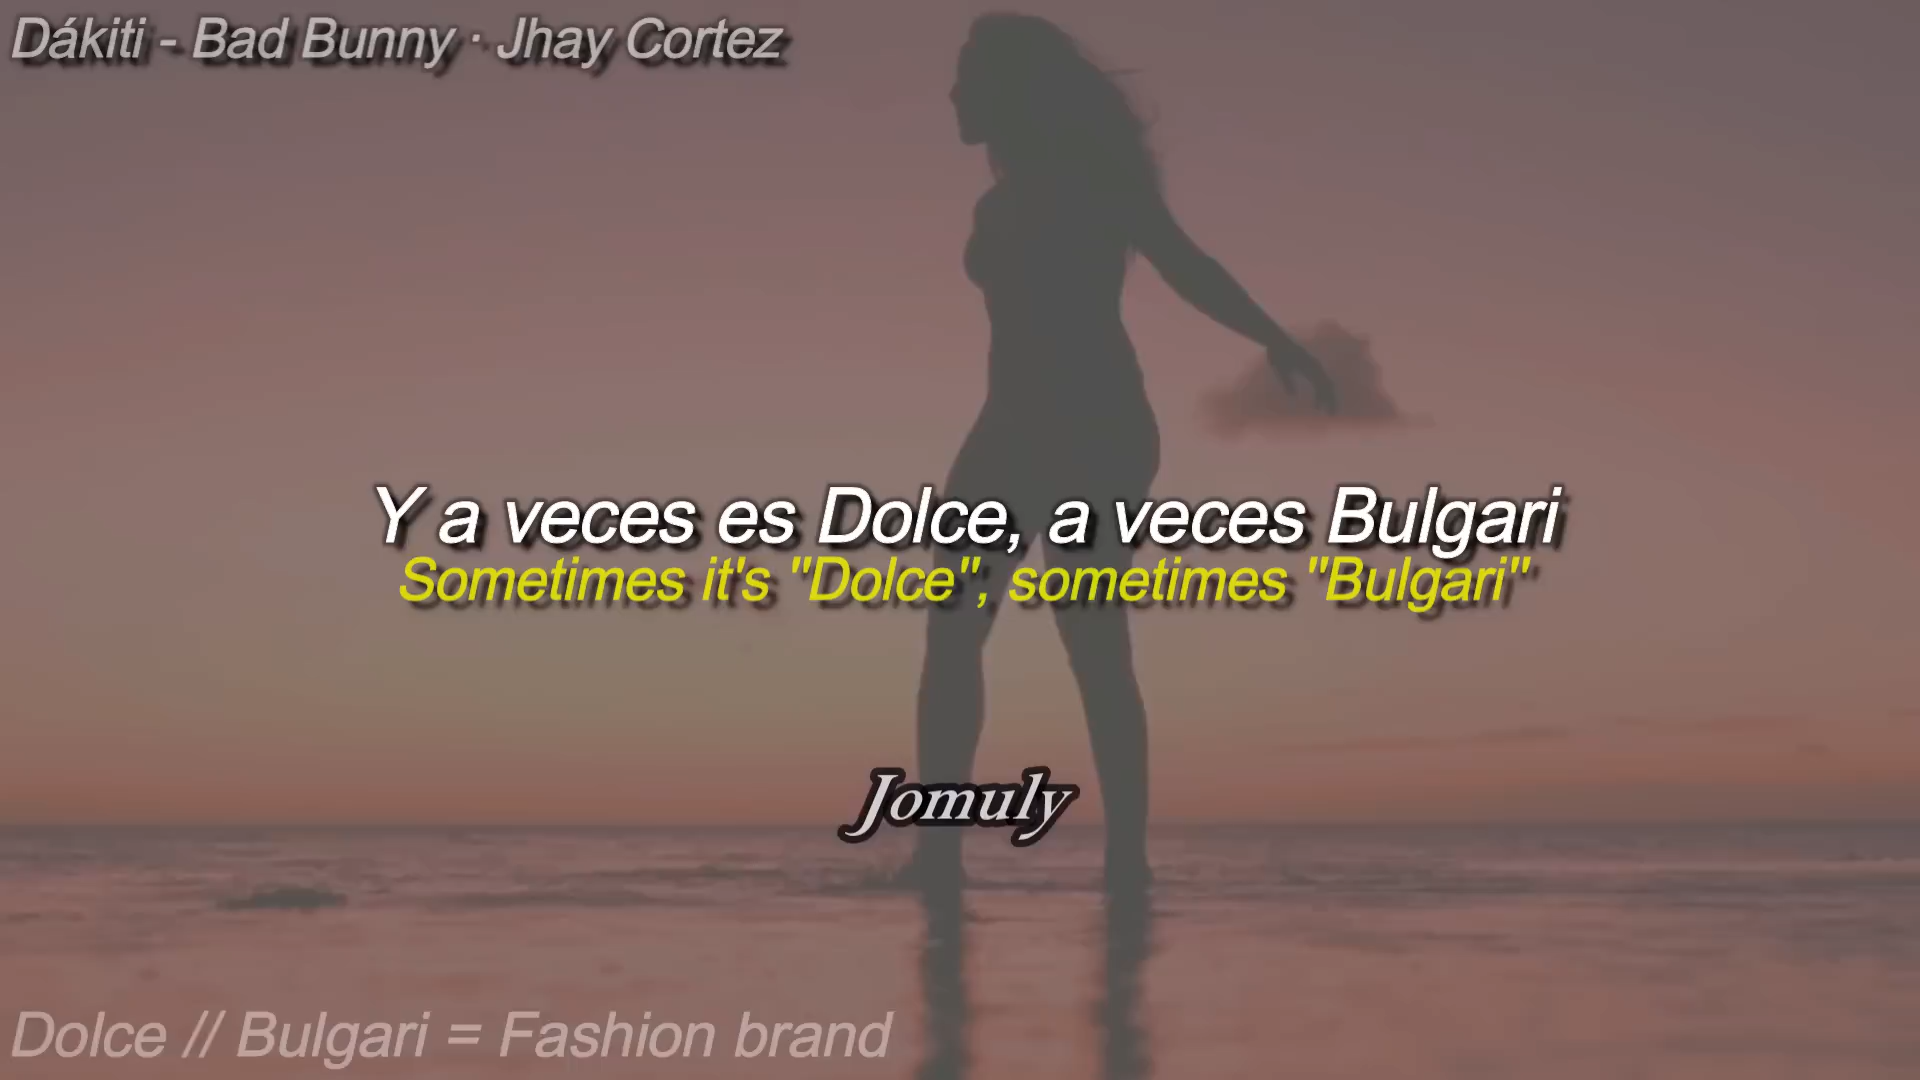 Dákiti - Bad Bunny · Jhay Cortez
Y a veces es Dolce, a veces Bulgari
Sometimes it's "Dolce", sometimes "Bulgari"
Jomuly
Dolce // Bulgari = Fashion brand